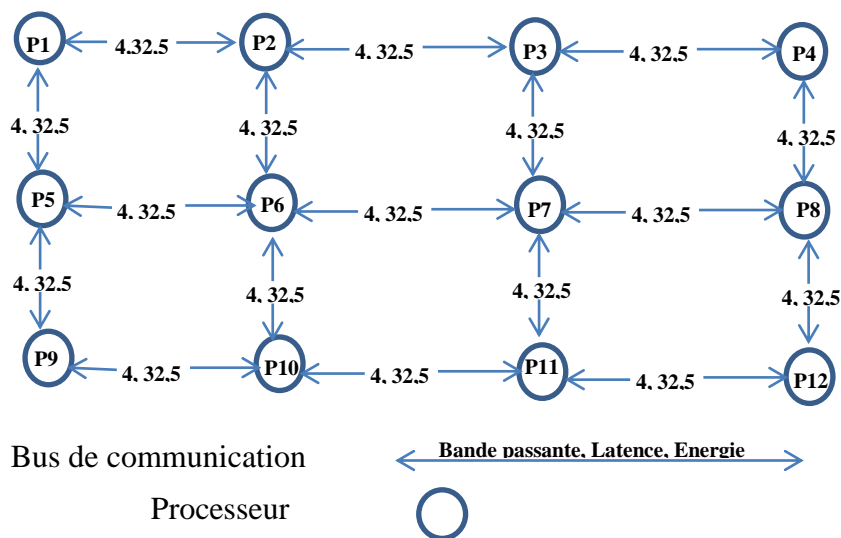 P1 4,32,5 P2 4, 32,5 P3 4, 32,5 P4
4, 32,5 4, 32,5 4, 32,5 4, 32,5
P5 4, 32,5 P6 4, 32,5 P7 4, 32,5 P8
4, 32,5 4, 32,5 4, 32,5 4, 32,5
P9 4, 32,5 P10 4, 32,5 P11 4, 32,5 P12
Bus de communication Bande passante, Latence, Energie
Processeur